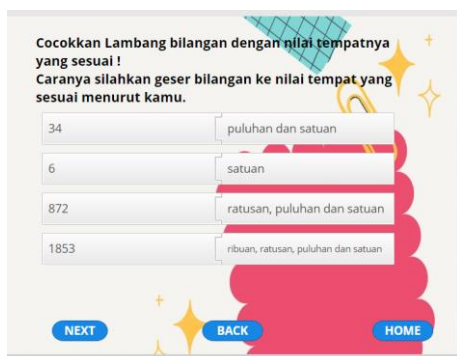 Cocokkan Lambang bilangan dengan nilai tempatnya
yang sesuai !
Caranya silahkan geser bilangan ke nilai tempat yang
sesuai menurut kamu.
34 puluhan dan satuan
6 satuan
872 ratusan, puluhan dan satuan
1853 ribuan, ratusan, puluhan dan satuan
NEXT BACK HOME